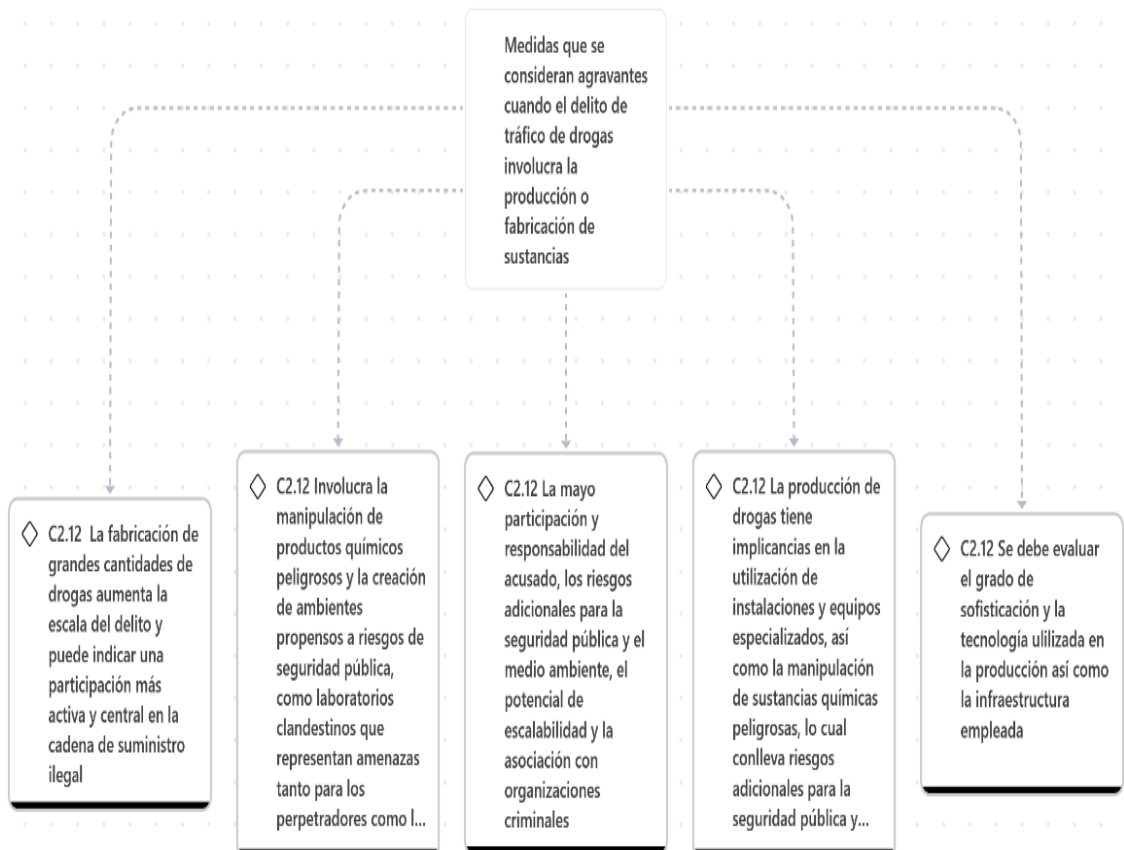 Medidas que se
consideran agravantes
cuando el delito de
tráfico de drogas
involucra la
producción o
fabricación de
sustancias
C2.12 La fabricación de
grandes cantidades de
drogas aumenta la
escala del delito y
puede indicar una
participación más
activa y central en la
cadena de suministro
ilegal
C2.12 Involucra la
manipulación de
productos químicos
peligrosos y la creación
de ambientes
propensos a riesgos de
seguridad pública,
como laboratorios
clandestinos que
representan amenazas
tanto para los
perpetradores como l...
C2.12 La mayo
participación y
responsabilidad del
acusado, los riesgos
adicionales para la
seguridad pública y el
medio ambiente, el
potencial de
escalabilidad y la
asociación con
organizaciones
criminales
C2.12 La producción de
drogas tiene
implicancias en la
utilización de
instalaciones y equipos
especializados, así
como la manipulación
de sustancias químicas
peligrosas, lo cual
conlleva riesgos
adicionales para la
seguridad pública y...
C2.12 Se debe evaluar
el grado de
sofisticación y la
tecnología ulilizada en
la producción así como
la infraestructura
empleada